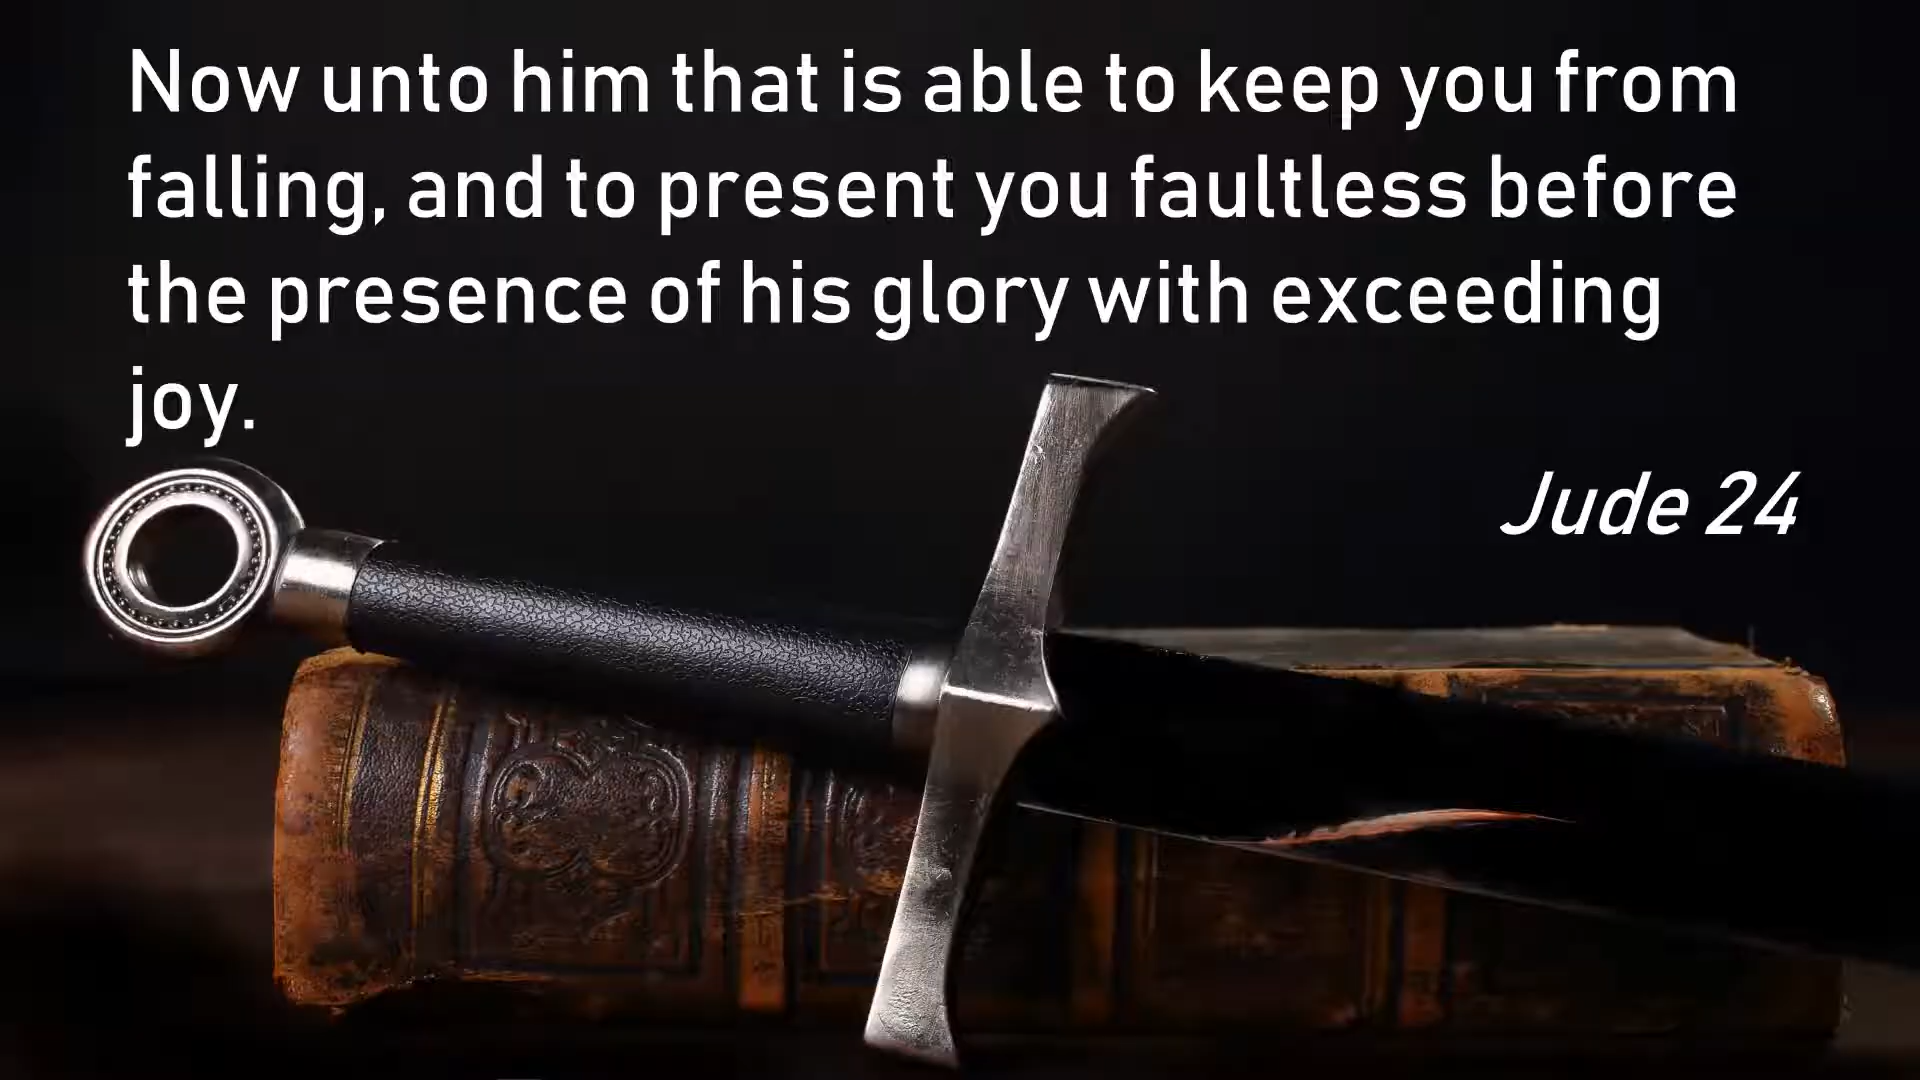 Now unto him that is able to keep you from
falling, and to present you faultless before
the presence of his glory with exceeding
joy.
Jude 24